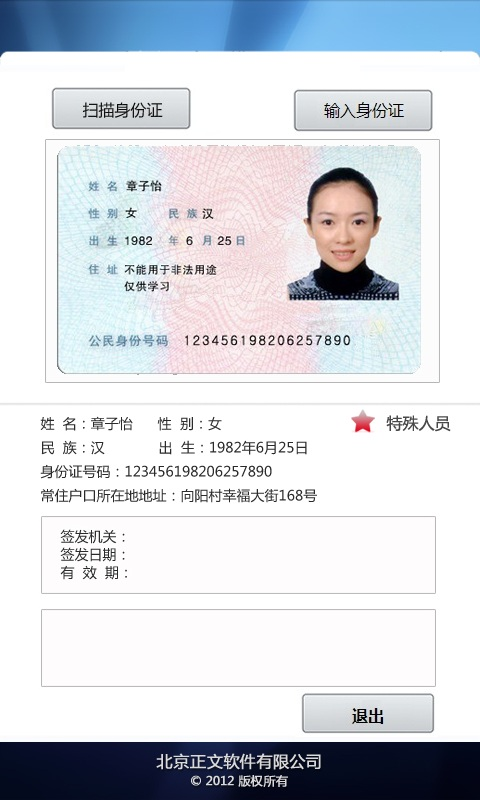 扫描身份证 输入身份证
姓 名 章子怡
性 别 女 民 族 汉
出 生 1982 年 6 月 25 日
住 址 不能用于非法用途
仅供学习
公民身份号码 123456198206257890
姓 名：章子怡 性 别：女 特殊人员
民 族：汉 出 生：1982年6月25日
身份证号码：123456198206257890
常住户口所在地地址：向阳村幸福大街168号
签发机关：
签发日期：
有 效 期：
退出
北京正文软件有限公司
© 2012 版权所有